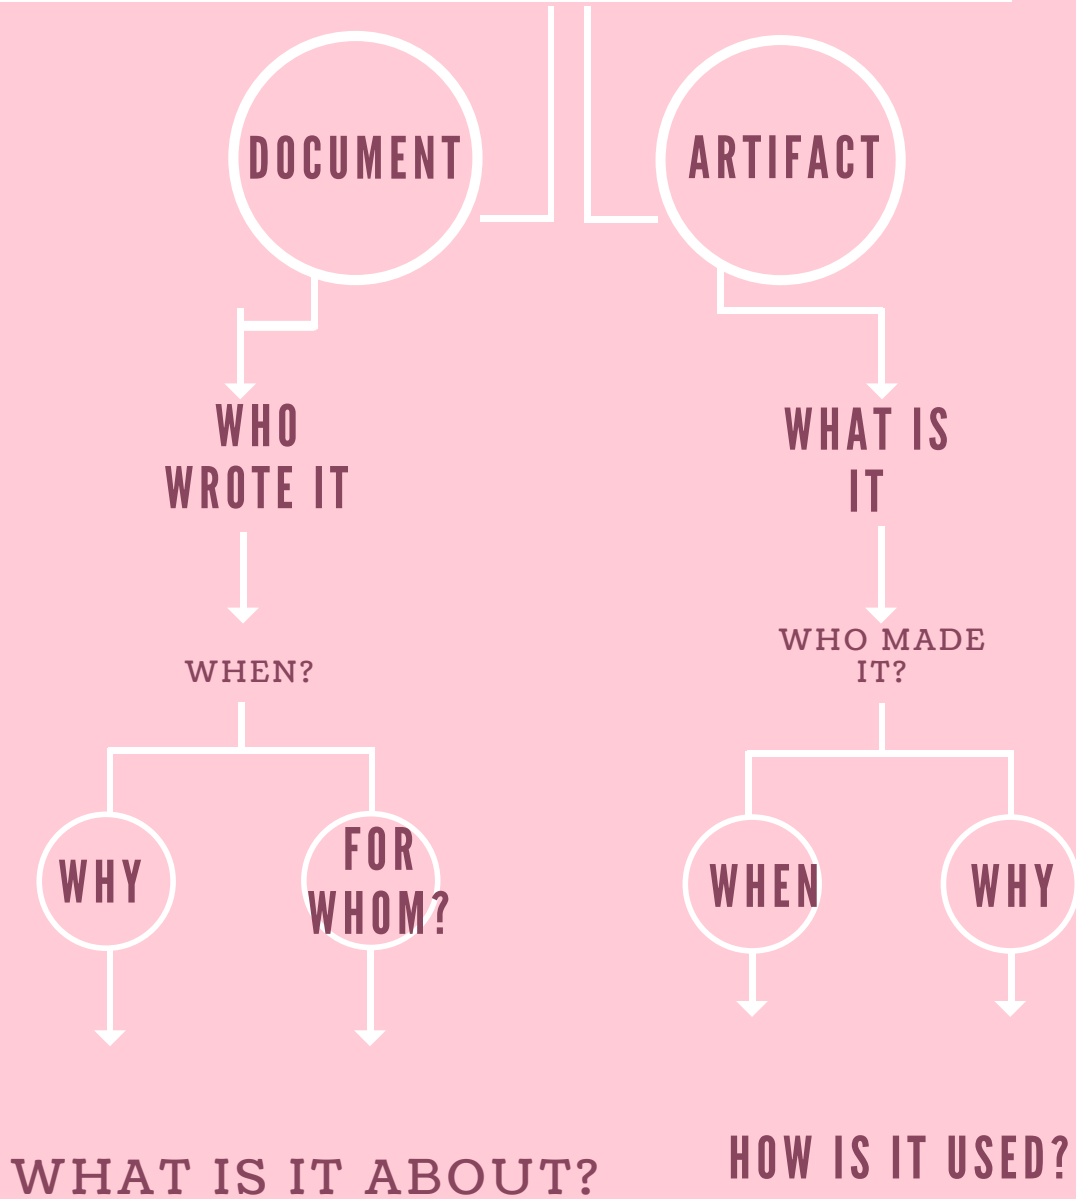 DOCUMENT
ARTIFACT
WHO
WROTE IT
WHAT IS
IT
WHEN?
WHO MADE
IT?
WHY
FOR
WHOM?
WHEN
WHY
WHAT IS IT ABOUT?
HOW IS IT USED?